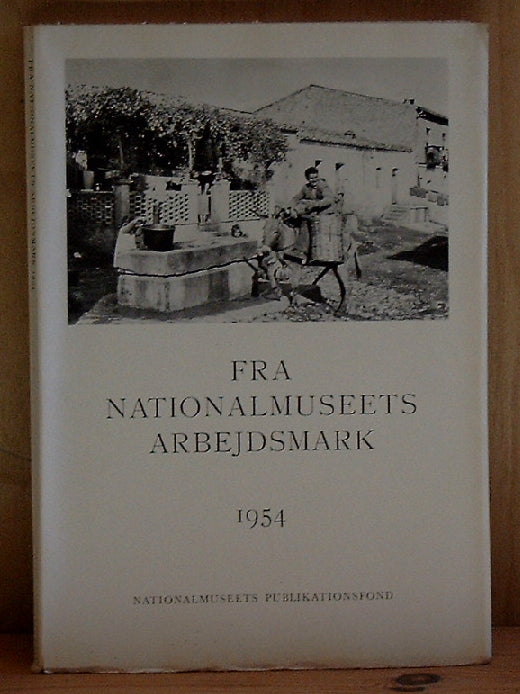 FRA
NATIONALMUSEETS
ARBEJDSMARK
1954
NATIONALMUSEETS PUBLIKATIONSFOND